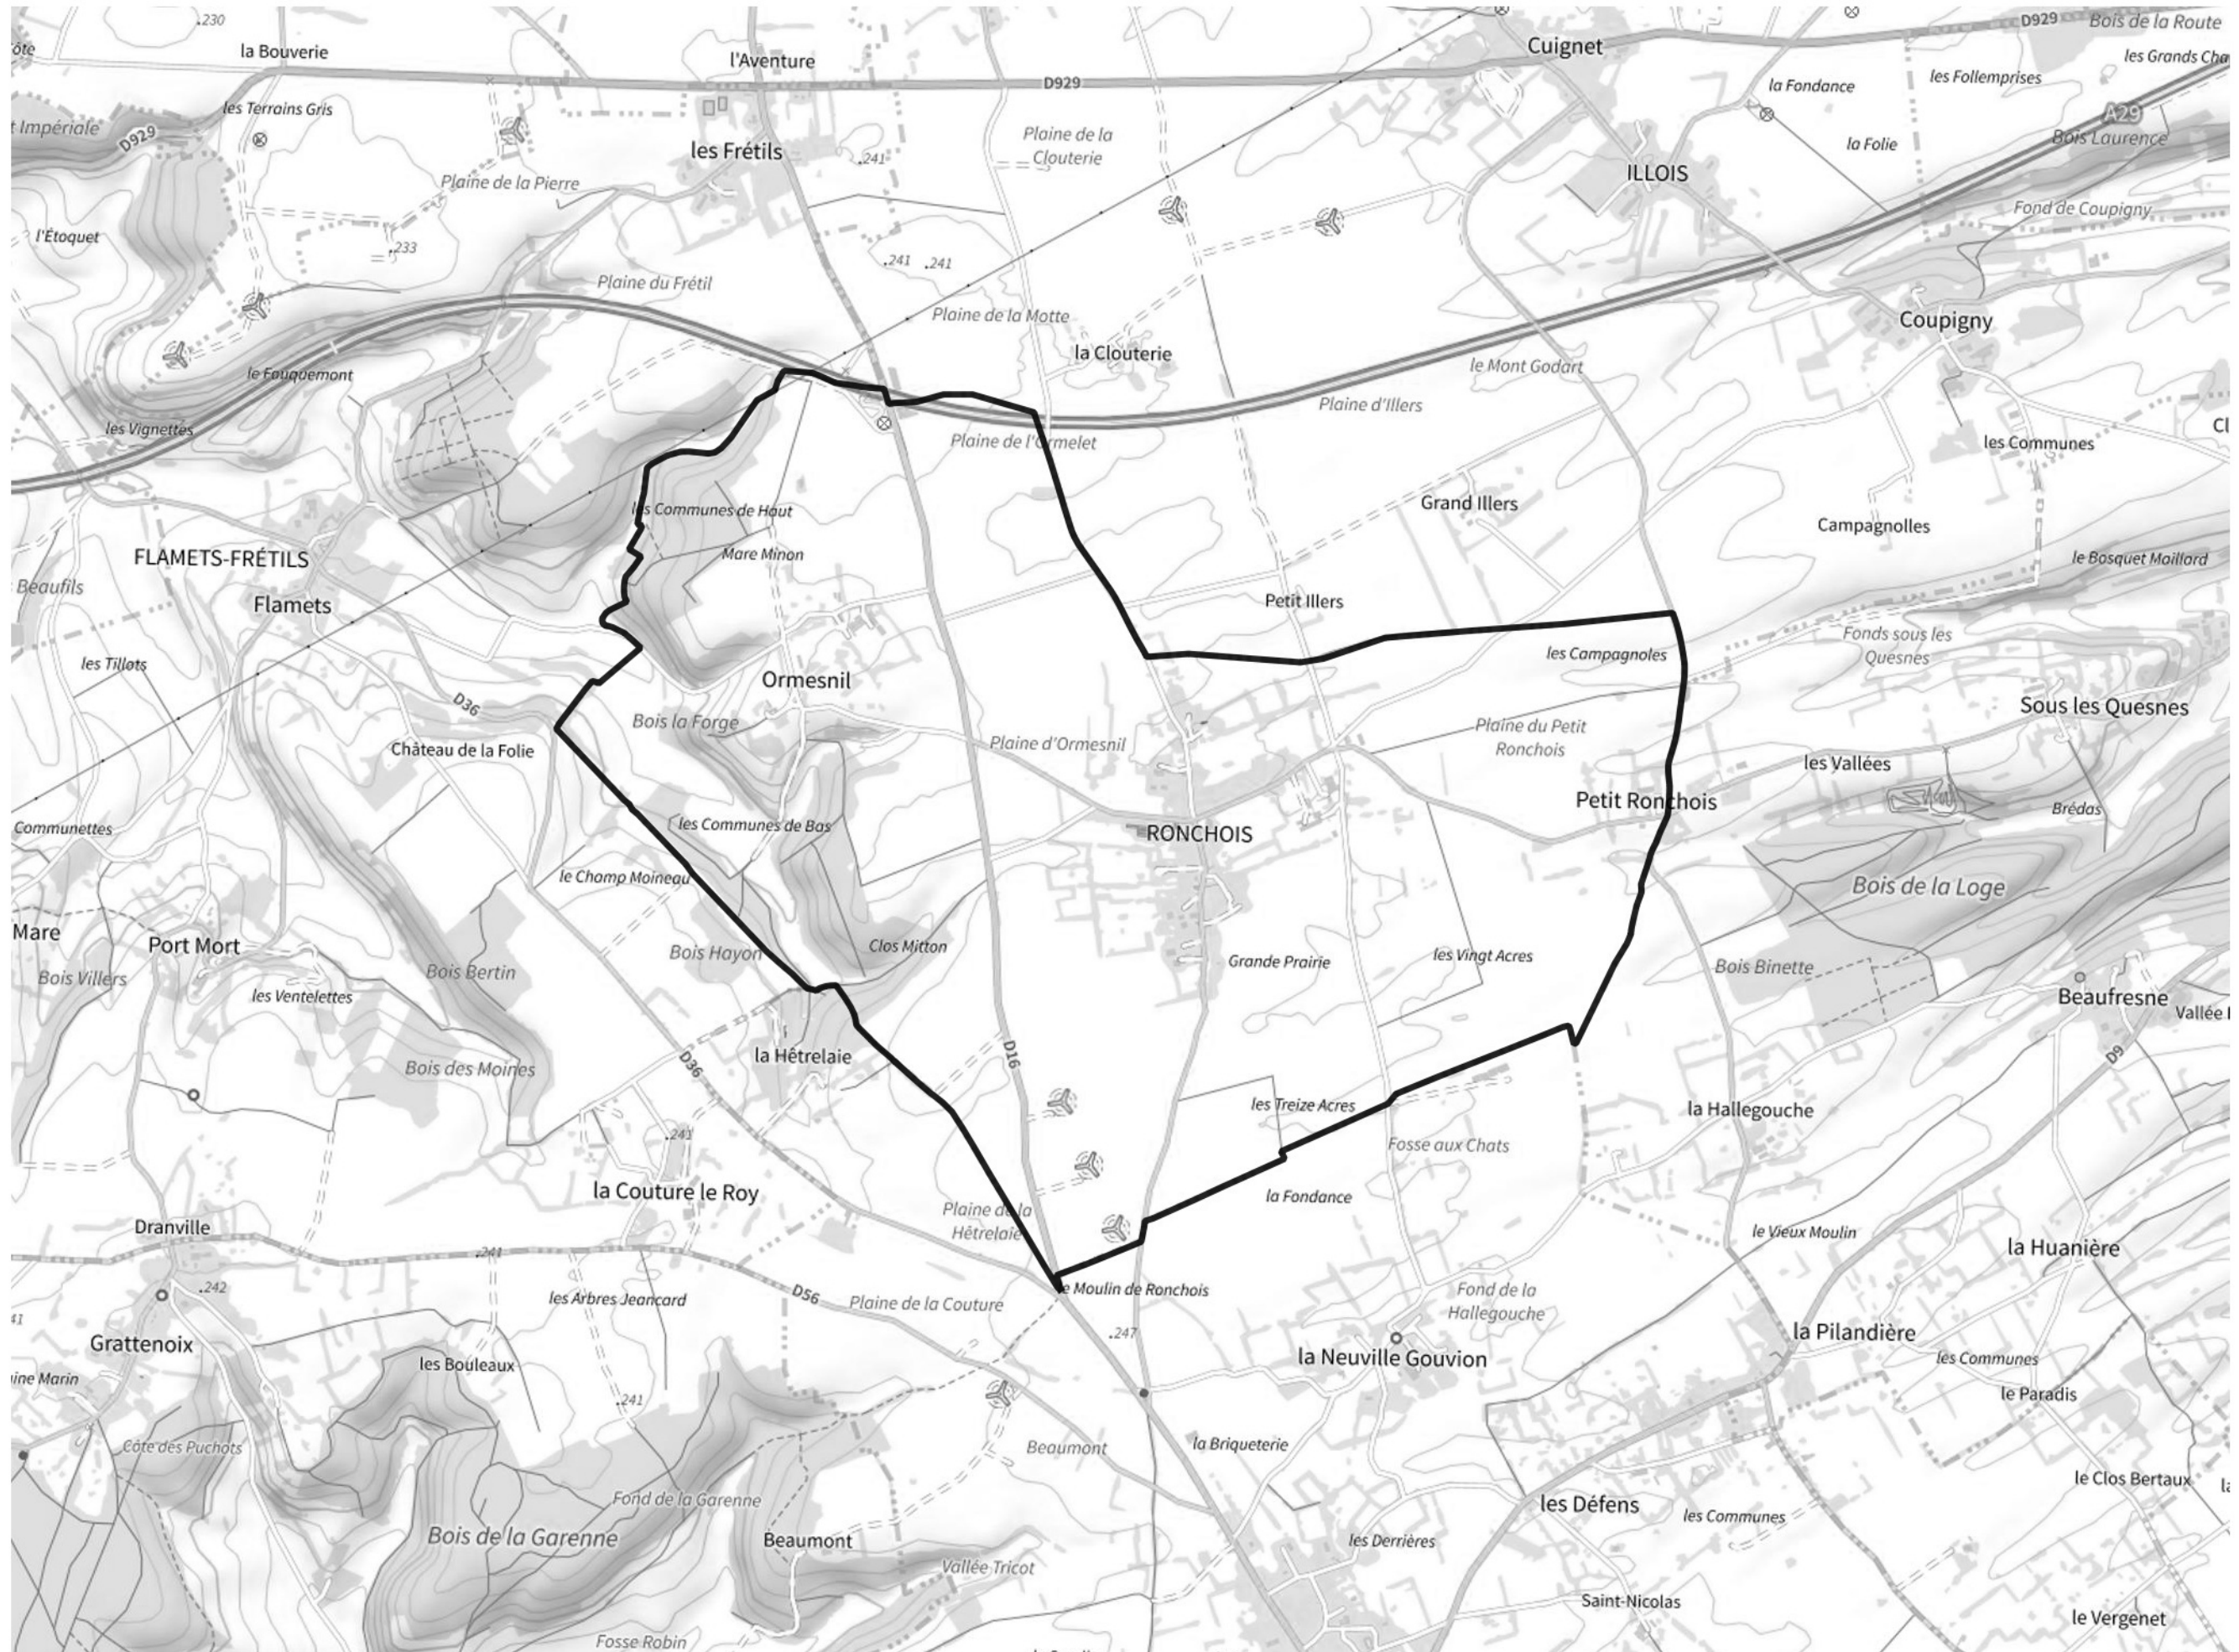 .230
la Bouverie
l'Aventure
Cuignet
D929
Bois de la Route
les Grands Cha
D929
les Terrains Gris
la Fondance
les Follemprises
A29
t Impériale
D929
Plaine de la
Clouterie
Bois Laurence
la Folie
les Frétils
.241
ILLOIS
Plaine de la Pierre
Fond de Coupigny
l'Étoquet
.233
.241
.241
Plaine du Frétil
Plaine de la Motte
Coupigny
la Clouterie
le Mont Godart
le Fauquemont
Plaine d'Illers
les Vignettes
Plaine de l'Ormelet
les Communes
Cl
Grand Illers
les Communes de Haut
Campagnolles
FLAMETS-FRÉTILS
Mare Minon
le Bosquet Maillard
Beaufils
Flamets
Petit Illers
Fonds sous les
Quesnes
les Tillots
les Campagnoles
Ormesnil
D36
Sous les Quesnes
Bois la Forge
Plaine du Petit
Ronchois
Château de la Folie
Plaine d'Ormesnil
les Vallées
Petit Ronchois
Brédas
Communettes
les Communes de Bas
RONCHOIS
le Champ Moineau
Bois de la Loge
Mare
Port Mort
Bois Hayon
Clos Mitton
Grande Prairie
les Vingt Acres
Bois Binette
Bois Villers
Bois Bertin
les Ventelettes
Beaufresne
Vallée
D16
la Hêtrelaie
D36
D9
Bois des Moines
les Treize Acres
la Hallegouche
.241
Fosse aux Chats
la Couture le Roy
la Fondance
Plaine de la
Hêtrelaie
Dranville
le Vieux Moulin
la Huanière
.241
.242
D56
le Moulin de Ronchois
les Arbres Jeancard
Plaine de la Couture
Fond de la
Hallegouche
41
.247
Grattenoix
la Pilandière
les Bouleaux
la Neuville Gouvion
les Communes
ine Marin
le Paradis
.241
Côte des Puchots
Beaumont
la Briqueterie
le Clos Bertaux
Fond de la Garenne
les Défens
les Communes
Bois de la Garenne
Beaumont
les Derrières
Vallée Tricot
Saint-Nicolas
le Vergenet
Fosse Robin